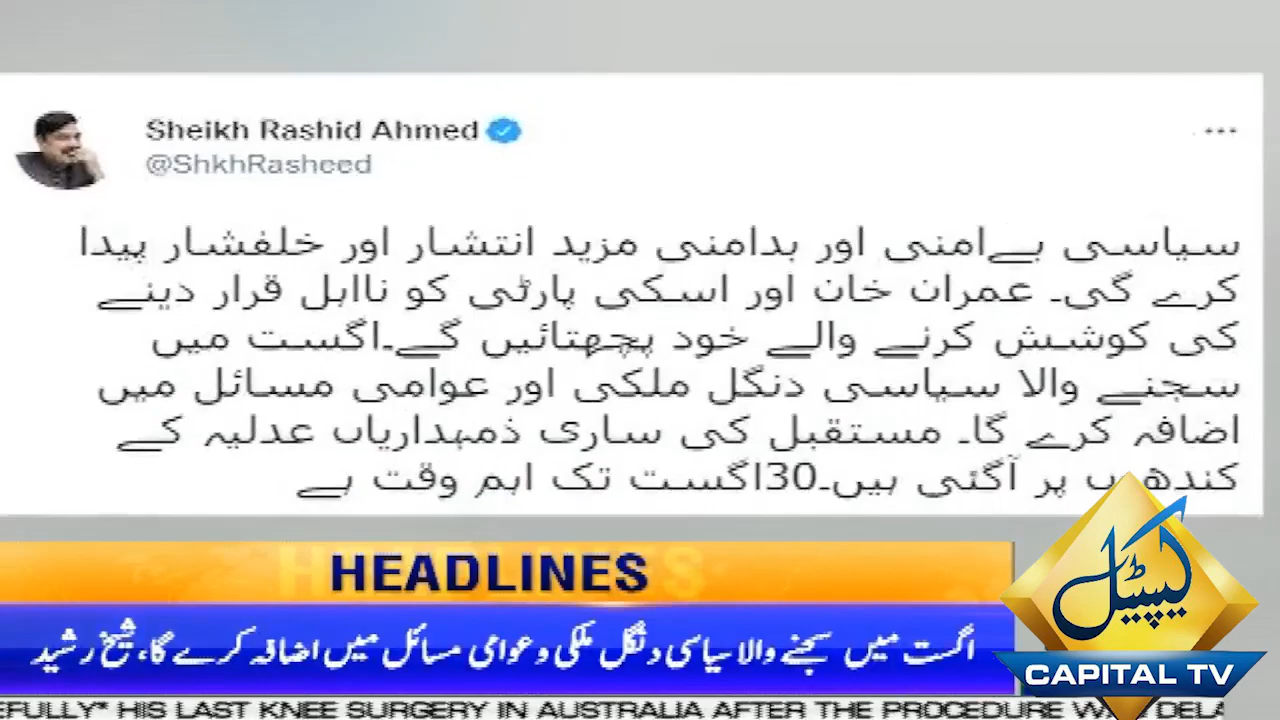 Sheikh Rashid Ahmed
@ShkhRasheed
سیاسی بےامنی اور بدامنی مزید انتشار اور خلفشار پیدا
کرے گی۔ عمران خان اور اسکی پارٹی کو نااہل قرار دینے
کی کوشش کرنے والے خود پچھتائیں گے۔اگست میں
سجنے والا سیاسی دنگل ملکی اور عوامی مسائل میں
اضافہ کرے گا۔ مستقبل کی ساری ذمہداریاں عدلیہ کے
کندھوں پر آگئی ہیں۔30اگست تک اہم وقت ہے
HEADLINES
اگست میں سجنے والا سیاسی دنگل ملکی و عوامی مسائل میں اضافہ کرے گا، شیخ رشید
کیپیٹل
CAPITAL TV
HIS LAST KNEE SURGERY IN AUSTRALIA AFTER THE PROCEDURE